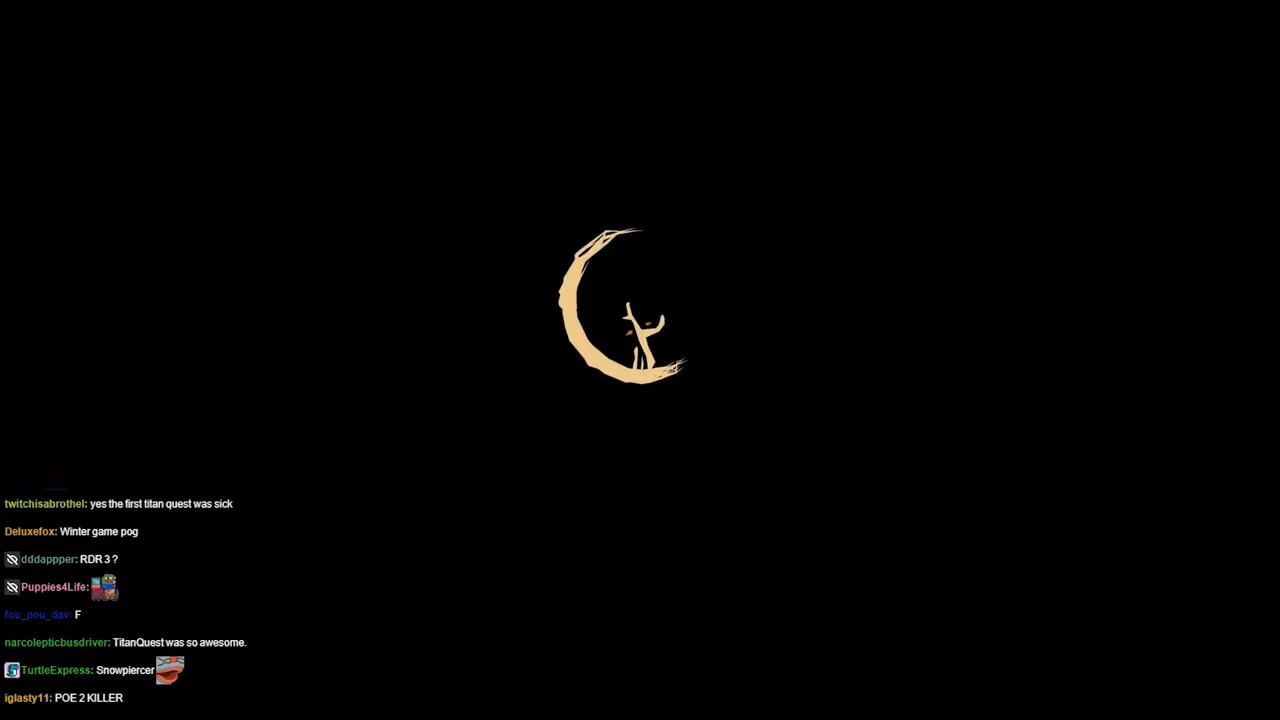 twitchisabrothel: yes the first titan quest was sick
Deluxefox: Winter game pog
dddappper: RDR 3 ?
Puppies4Life:
fou_pou_dav: F
narcolepticbusdriver: TitanQuest was so awesome.
TurtleExpress: Snowpiercer
iglasty11: POE 2 KILLER